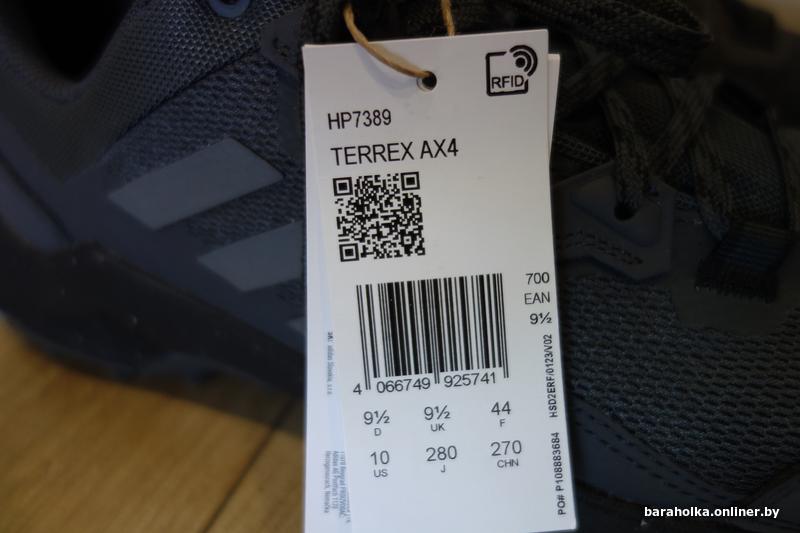 RFID
HP7389
TERREX AX4
700
EAN
9½
4 066749 925741
9½ 9½ 44
D UK F
10 280 270
US J CHN
HSD2ERF/0123/V02
PO# P108883684
baraholka.onliner.by